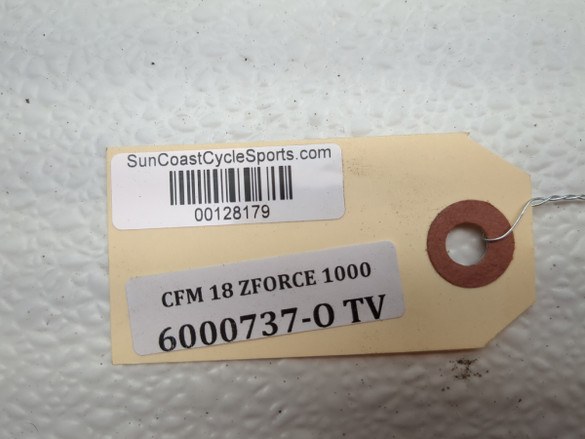 SunCoastCycleSports.com
00128179
CFM 18 ZFORCE 1000
6000737-O TV